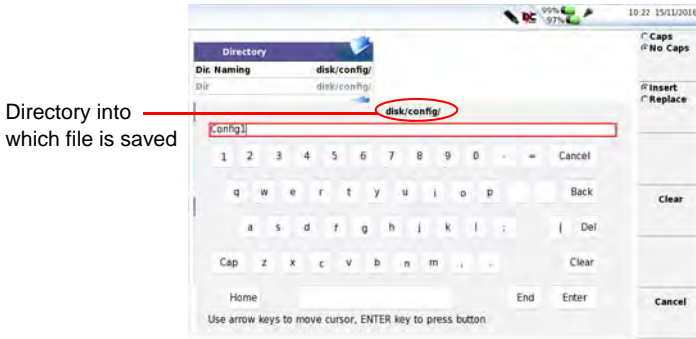 99%
97%
10:22 15/11/2016
Caps
No Caps
Directory
Dir. Naming disk/config/
Dir disk/config/
Insert
Replace
Directory into
which file is saved
disk/config/
Config1
1 2 3 4 5 6 7 8 9 0 - = Cancel
q w e r t y u i o p Back
a s d f g h j k l ; Del
Cap z x c v b n m , . Clear
Home End Enter
Use arrow keys to move cursor, ENTER key to press button
Clear
Cancel